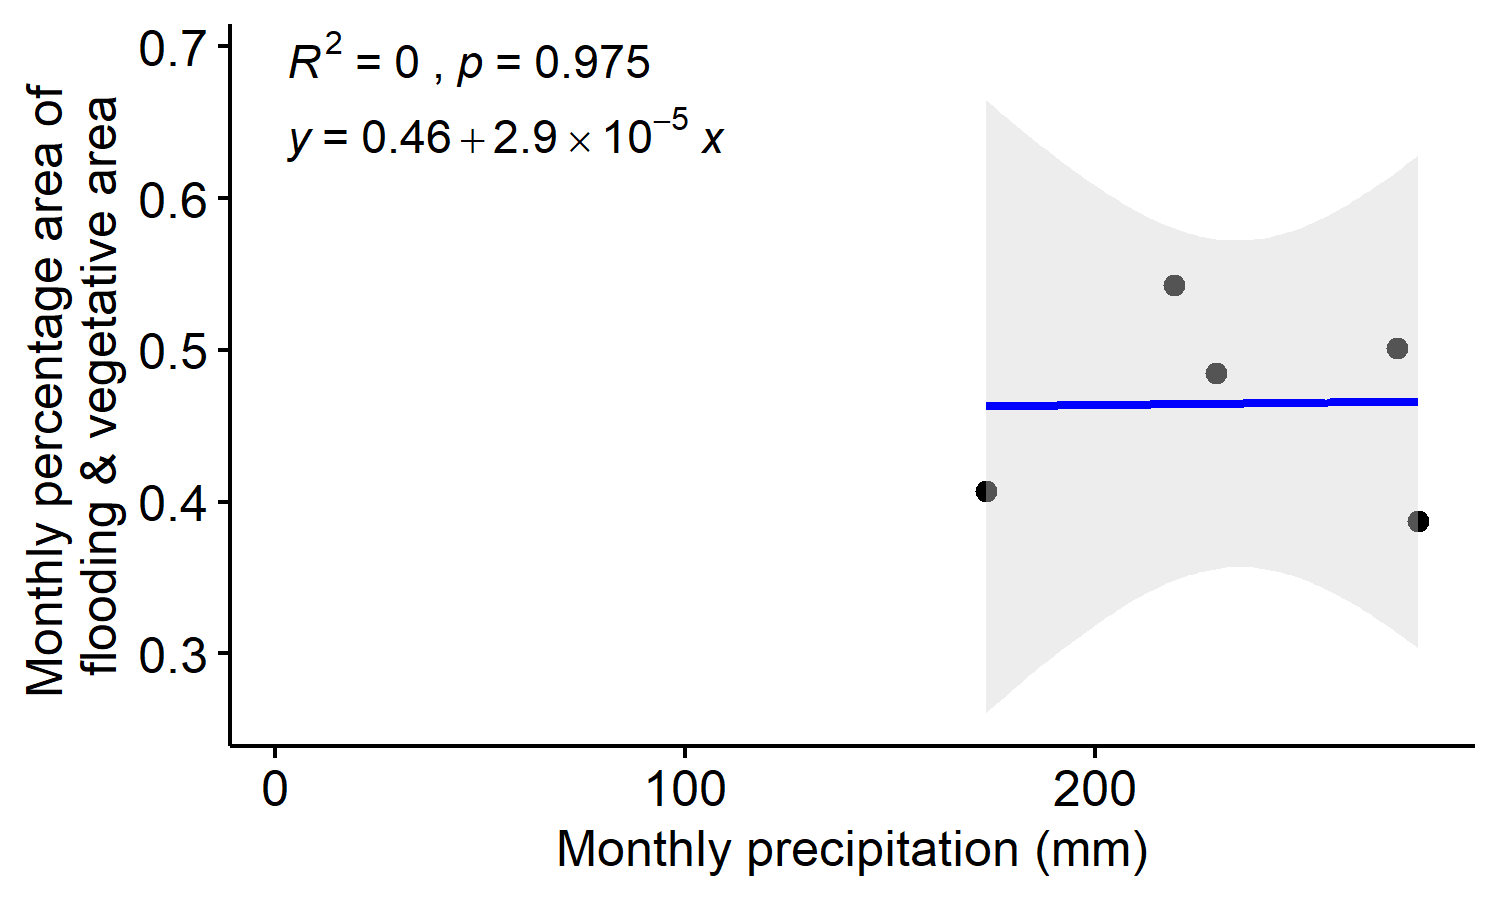 R² = 0 , p = 0.975
y = 0.46 + 2.9 × 10⁻⁵ x
Monthly percentage area of
flooding & vegetative area
0.7
0.6
0.5
0.4
0.3
0 100 200
Monthly precipitation (mm)